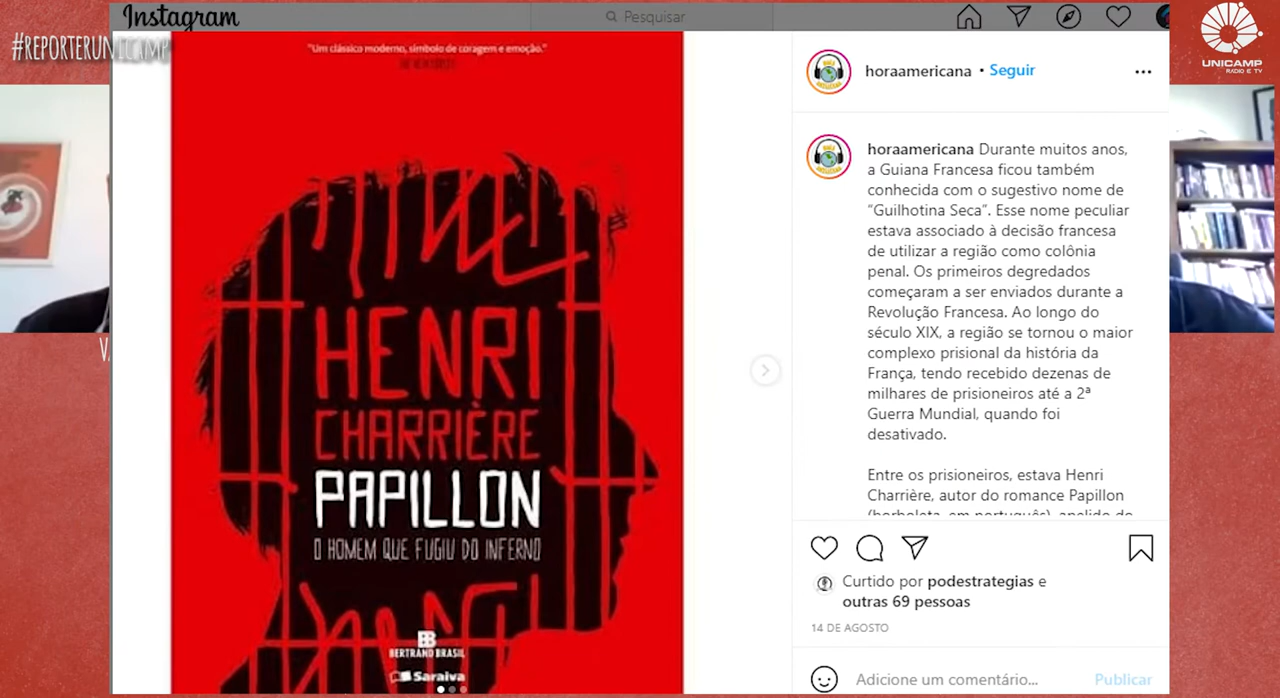 Instagram
Pesquisar
#REPORTERUNICAMP
UNICAMP
RÁDIO E TV
"Um clássico moderno, símbolo de coragem e emoção."
HENRI
CHARRIÈRE
PAPILLON
O HOMEM QUE FUGIU DO INFERNO
BERTRAND BRASIL
Saraiva
horaamericana • Seguir
horaamericana Durante muitos anos,
a Guiana Francesa ficou também
conhecida com o sugestivo nome de
“Guilhotina Seca”. Esse nome peculiar
estava associado à decisão francesa
de utilizar a região como colônia
penal. Os primeiros degredados
começaram a ser enviados durante a
Revolução Francesa. Ao longo do
século XIX, a região se tornou o maior
complexo prisional da história da
França, tendo recebido dezenas de
milhares de prisioneiros até a 2ª
Guerra Mundial, quando foi
desativado.
Entre os prisioneiros, estava Henri
Charrière, autor do romance Papillon
(borboleta, em português), apelido do
Curtido por podestrategias e
outras 69 pessoas
14 DE AGOSTO
Adicione um comentário...
Publicar